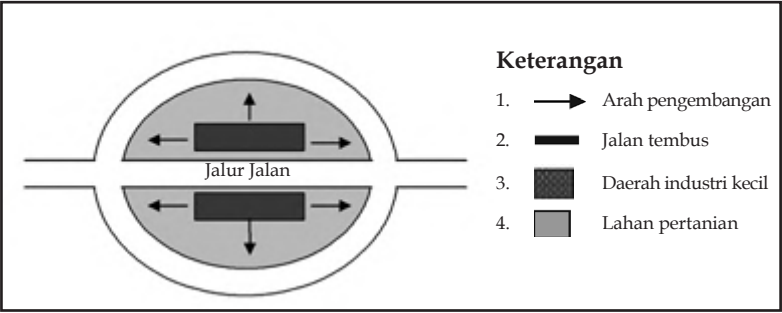 Keterangan
1. Arah pengembangan
2. Jalan tembus
3. Daerah industri kecil
4. Lahan pertanian
Jalur Jalan